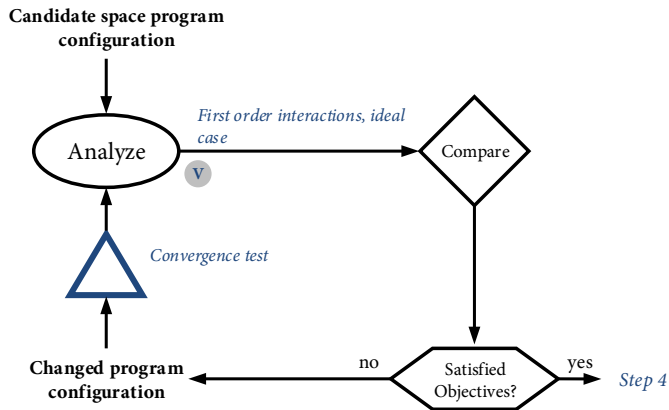 Candidate space program
configuration
First order interactions, ideal
case
Analyze
Compare
V
Convergence test
no
Satisfied
Objectives?
yes
Step 4
Changed program
configuration